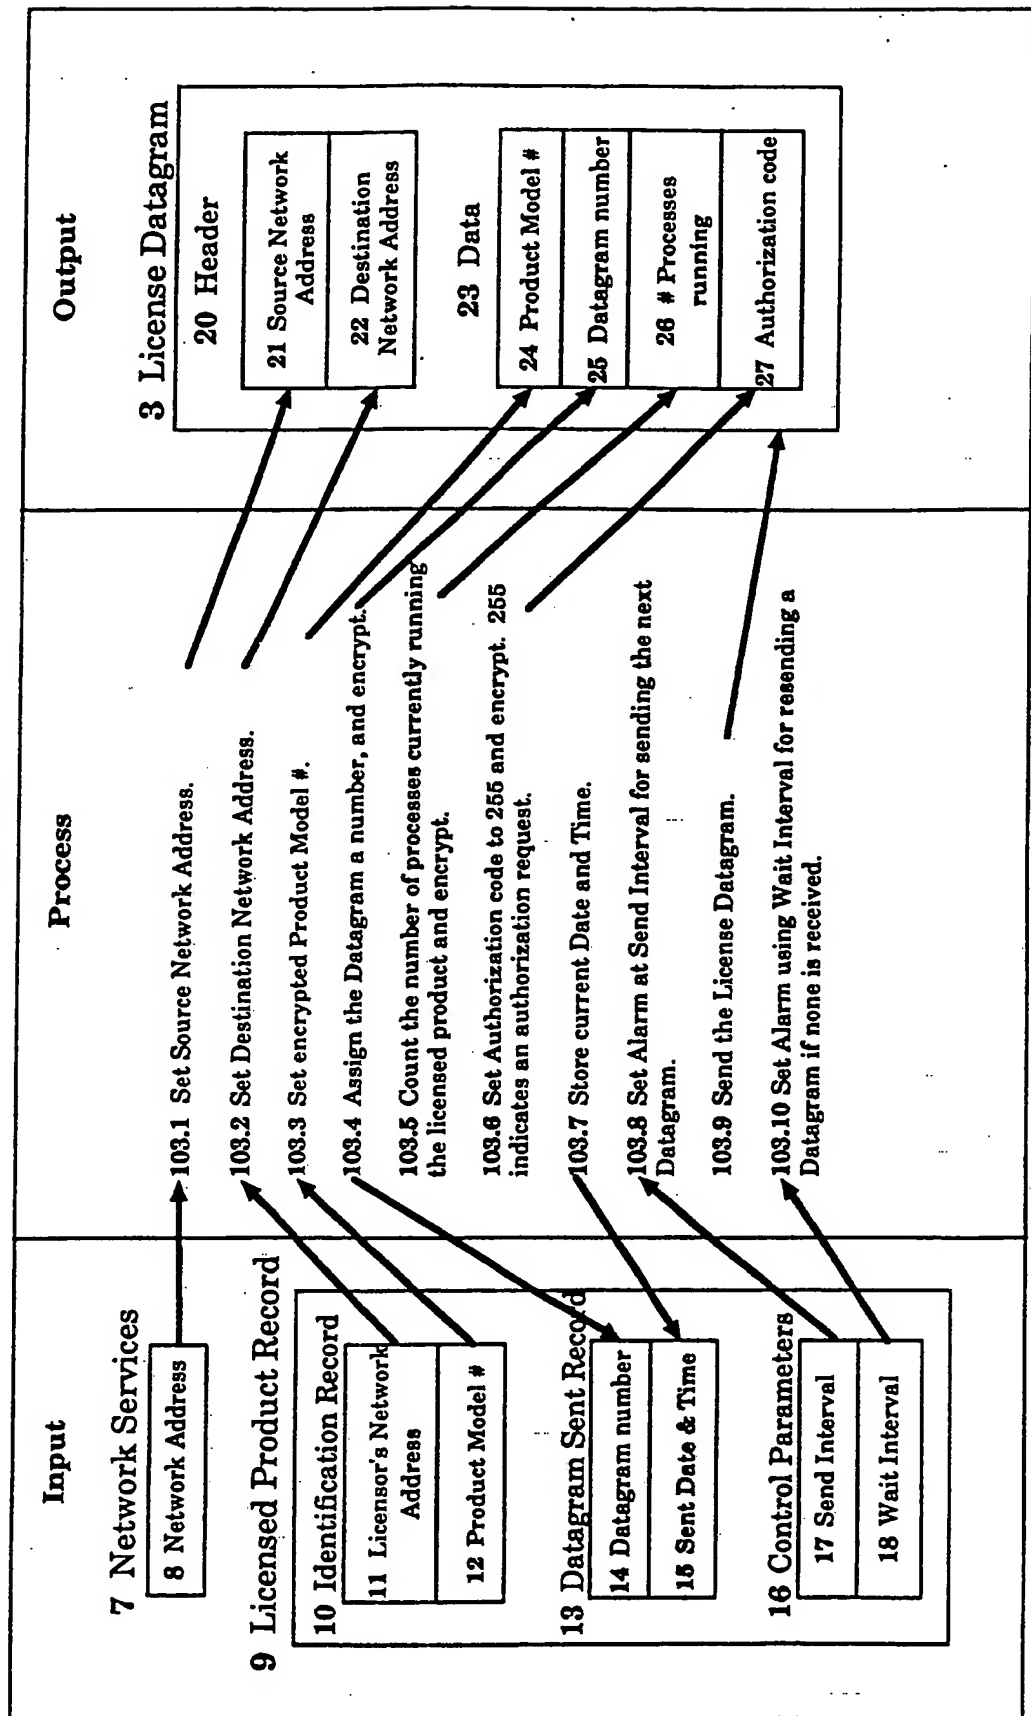 Input
7 Network Services
8 Network Address
9 Licensed Product Record
10 Identification Record
11 Licensor's Network
Address
12 Product Model #
13 Datagram Sent Record
14 Datagram number
15 Sent Date & Time
16 Control Parameters
17 Send Interval
18 Wait Interval
Process
103.1 Set Source Network Address.
103.2 Set Destination Network Address.
103.3 Set encrypted Product Model #.
103.4 Assign the Datagram a number, and encrypt.
103.5 Count the number of processes currently running
the licensed product and encrypt.
103.6 Set Authorization code to 255 and encrypt. 255
indicates an authorization request.
103.7 Store current Date and Time.
103.8 Set Alarm at Send Interval for sending the next
Datagram.
103.9 Send the License Datagram.
103.10 Set Alarm using Wait Interval for resending a
Datagram if none is received.
Output
3 License Datagram
20 Header
21 Source Network
Address
22 Destination
Network Address
23 Data
24 Product Model #
25 Datagram number
26 # Processes
running
27 Authorization code